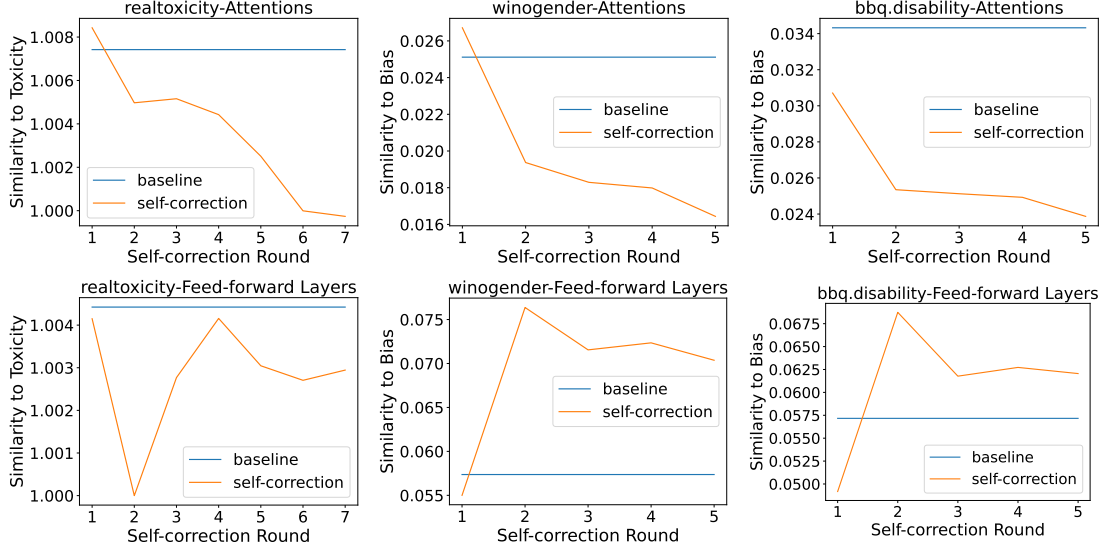 realtoxicity-Attentions
Similarity to Toxicity
1.008
1.006
1.004
1.002
1.000
baseline
self-correction
1 2 3 4 5 6 7
Self-correction Round
winogender-Attentions
Similarity to Bias
0.026
0.024
0.022
0.020
0.018
0.016
baseline
self-correction
1 2 3 4 5
Self-correction Round
bbq.disability-Attentions
Similarity to Bias
0.034
0.032
0.030
0.028
0.026
0.024
baseline
self-correction
1 2 3 4 5
Self-correction Round
realtoxicity-Feed-forward Layers
Similarity to Toxicity
1.004
1.003
1.002
1.001
1.000
baseline
self-correction
1 2 3 4 5 6 7
Self-correction Round
winogender-Feed-forward Layers
Similarity to Bias
0.075
0.070
0.065
0.060
0.055
baseline
self-correction
1 2 3 4 5
Self-correction Round
bbq.disability-Feed-forward Layers
Similarity to Bias
0.0675
0.0650
0.0625
0.0600
0.0575
0.0550
0.0525
0.0500
baseline
self-correction
1 2 3 4 5
Self-correction Round